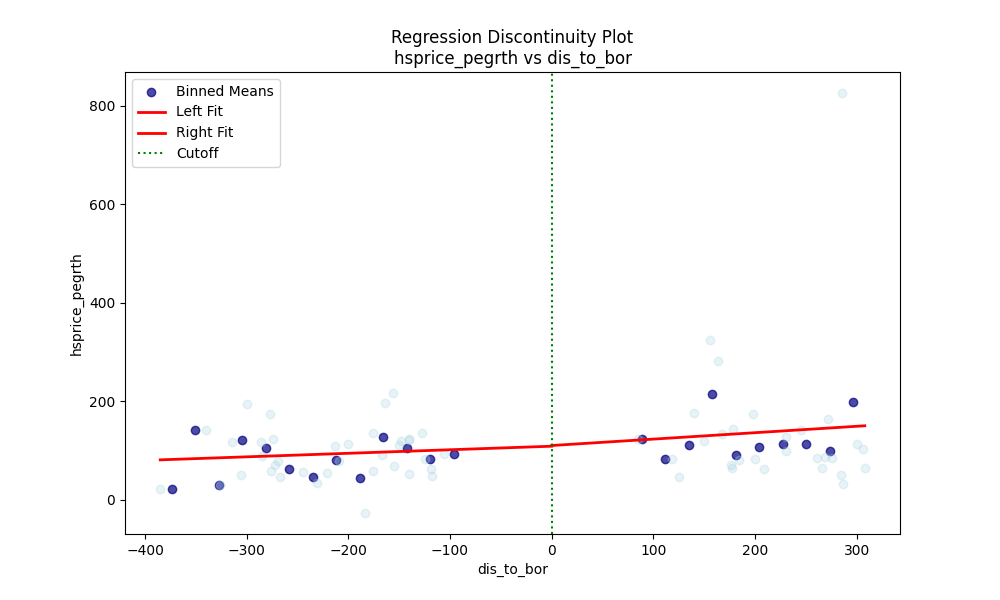 Regression Discontinuity Plot
hsprice_pegrth vs dis_to_bor
Binned Means
Left Fit
Right Fit
Cutoff
hsprice_pegrth
800
600
400
200
0
−400
−300
−200
−100
0
100
200
300
dis_to_bor